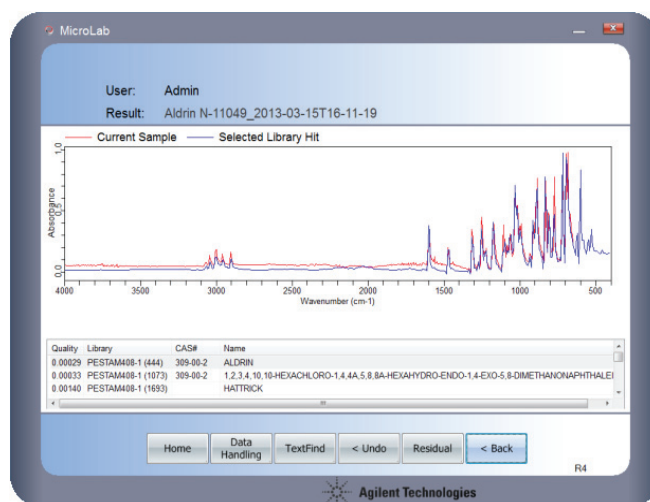 MicroLab
User: Admin
Result: Aldrin N-11049_2013-03-15T16-11-19
Current Sample Selected Library Hit
Absorbance
1.0
0.5
0.0
4000 3500 3000 2500 2000 1500 1000 500
Wavenumber (cm-1)
Quality Library CAS# Name
0.00029 PESTAM408-1 (444) 309-00-2 ALDRIN
0.00033 PESTAM408-1 (1073) 309-00-2 1,2,3,4,10,10-HEXACHLORO-1,4,4A,5,8,8A-HEXAHYDRO-ENDO-1,4-EXO-5,8-DIMETHANONAPHTHALE
0.00140 PESTAM408-1 (1693) HATTRICK
Home
Data
Handling
TextFind
< Undo
Residual
< Back
R4
Agilent Technologies